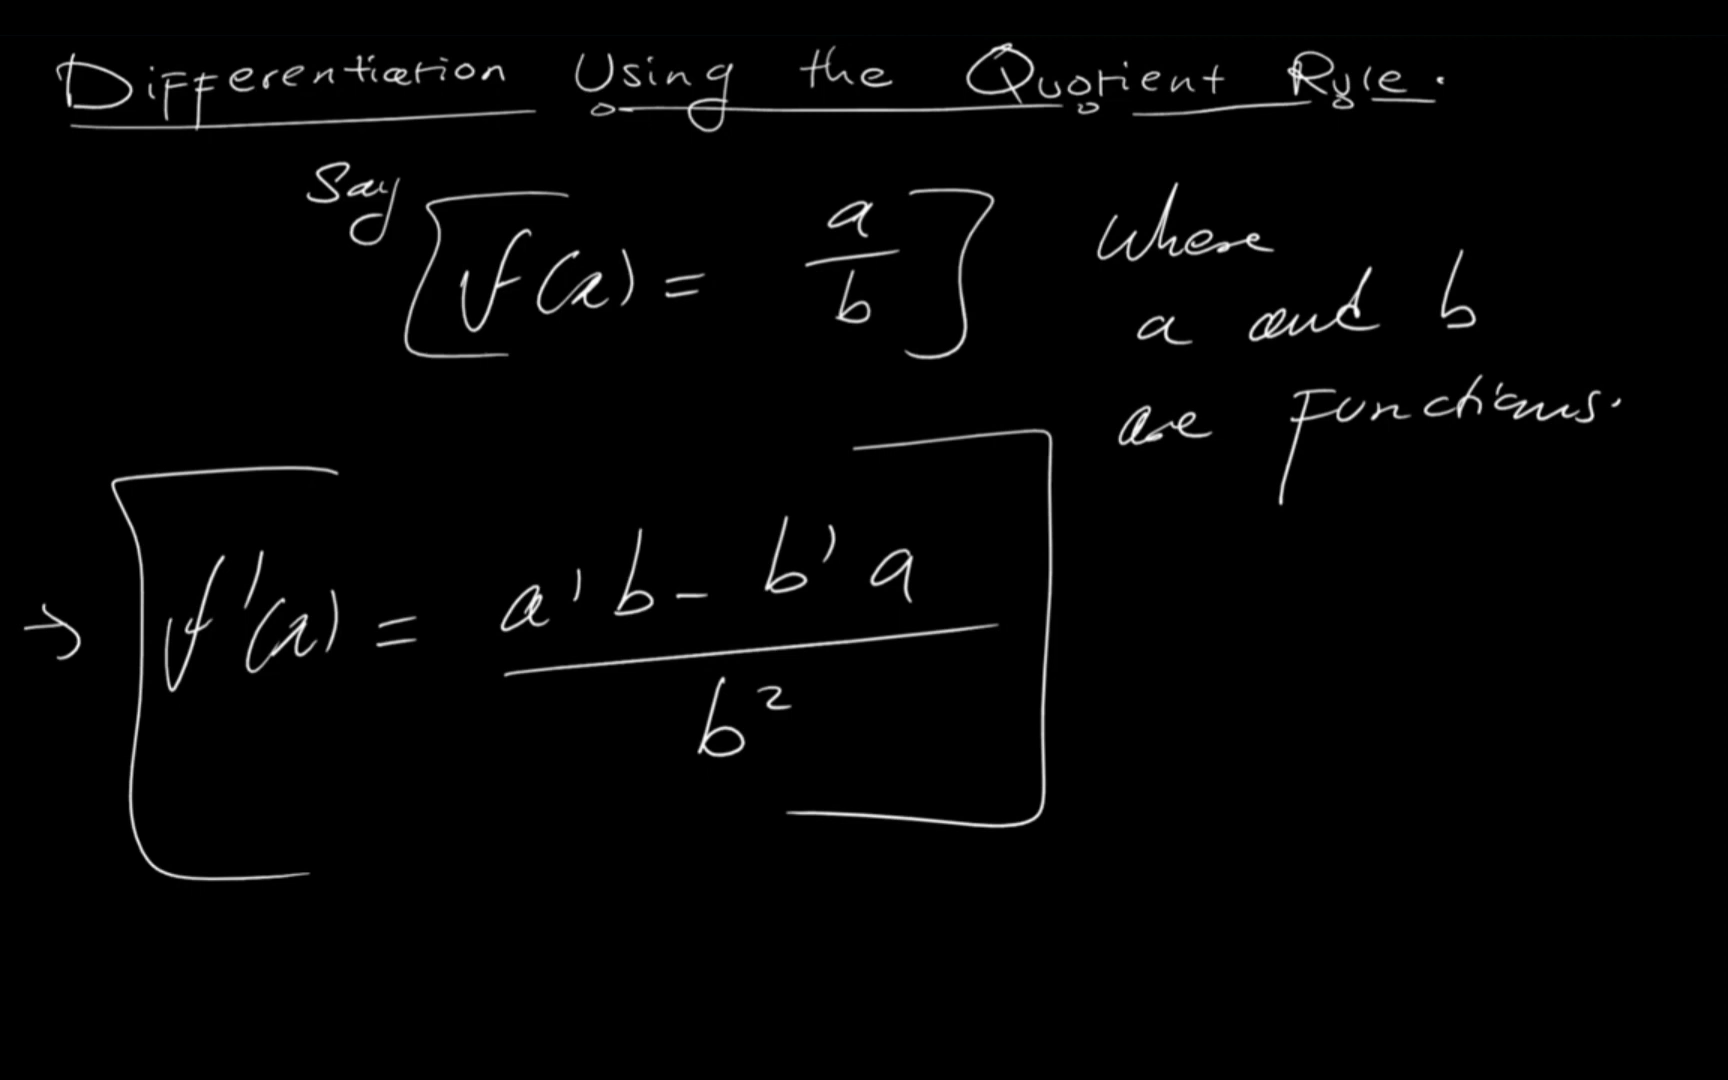 Differentiation Using the Quotient Rule.
Say f(x) = a/b where
a and b
are Functions.
→ f'(x) = a'b - b'a / b²